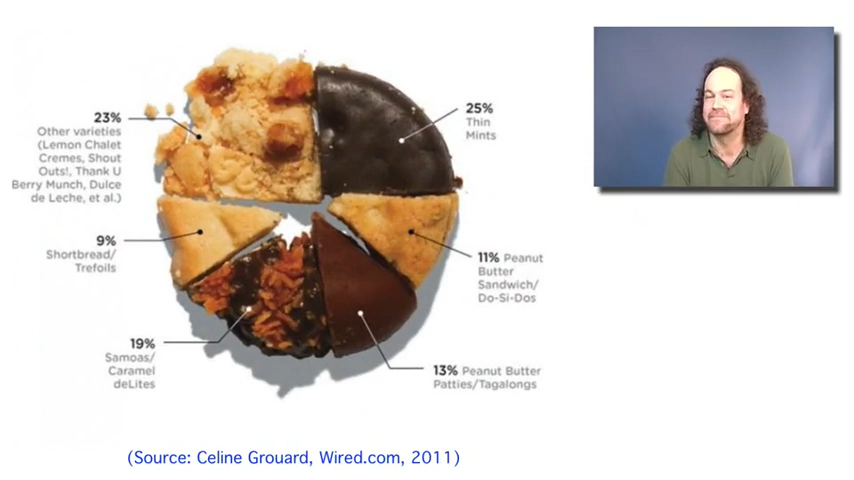 23%
Other varieties
(Lemon Chalet
Cremes, Shout
Outs!, Thank U
Berry Munch, Dulce
de Leche, et al.)
25%
Thin
Mints
9%
Shortbread/
Trefoils
11% Peanut
Butter
Sandwich/
Do-Si-Dos
19%
Samoas/
Caramel
deLites
13% Peanut Butter
Patties/Tagalongs
(Source: Celine Grouard, Wired.com, 2011)